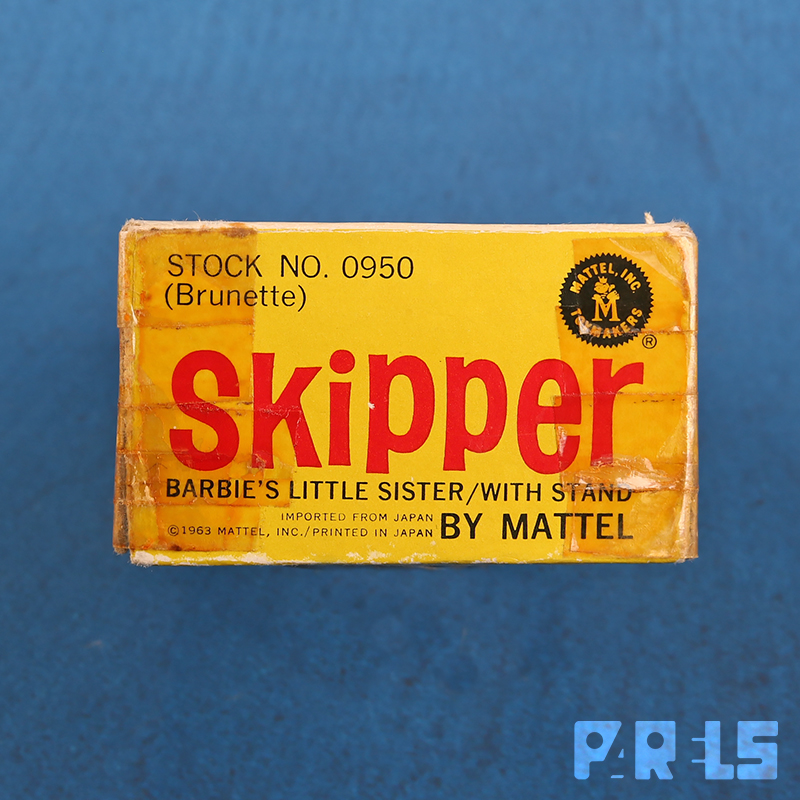 STOCK NO. 0950
(Brunette)
MATTEL, INC.
M
TOYMAKERS
®
Skipper
BARBIE'S LITTLE SISTER/WITH STAND
IMPORTED FROM JAPAN
©1963 MATTEL, INC./PRINTED IN JAPAN
BY MATTEL
PARELS